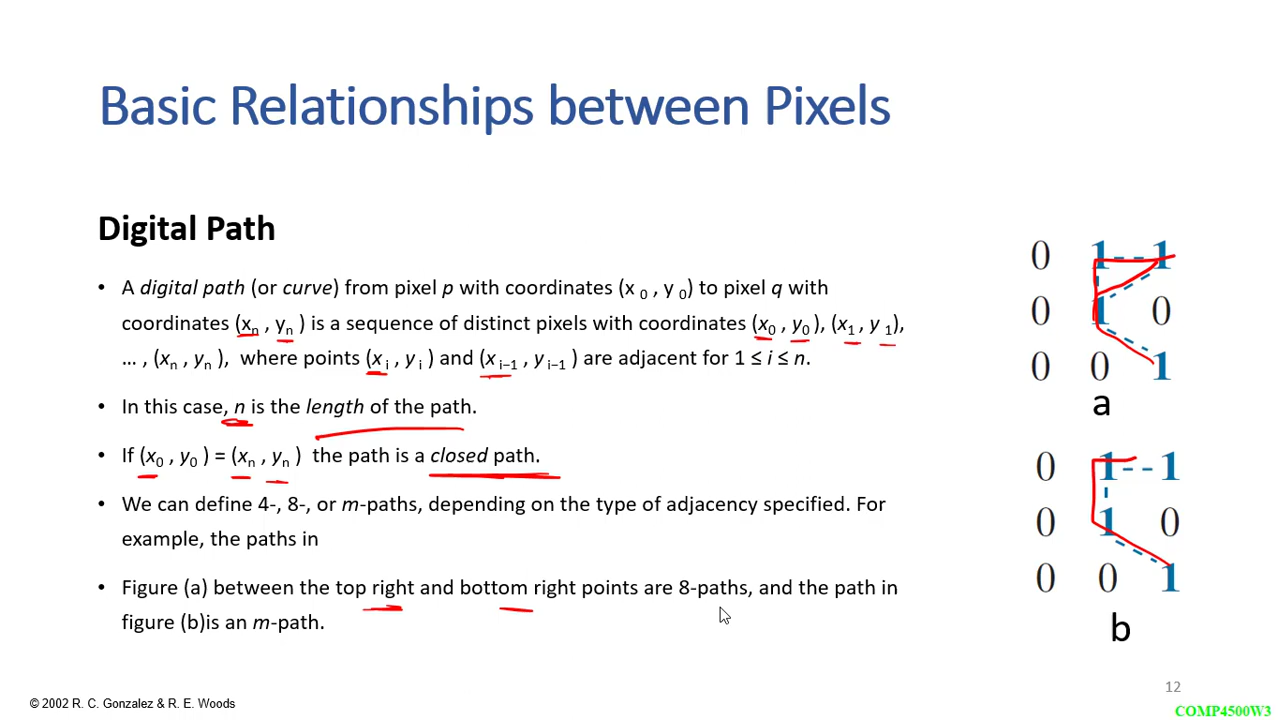 Basic Relationships between Pixels
Digital Path
• A digital path (or curve) from pixel p with coordinates (x 0 , y 0) to pixel q with
coordinates (xn , yn ) is a sequence of distinct pixels with coordinates (x0 , y0), (x1 , y 1),
… , (xn , yn ), where points (x i , y i ) and (x i−1 , y i−1 ) are adjacent for 1 ≤ i ≤ n.
• In this case, n is the length of the path.
• If (x0 , y0 ) = (xn , yn ) the path is a closed path.
• We can define 4-, 8-, or m-paths, depending on the type of adjacency specified. For
example, the paths in
• Figure (a) between the top right and bottom right points are 8-paths, and the path in
figure (b)is an m-path.
0 1 1
0 1 0
0 0 1
a
0 1 1
0 1 0
0 0 1
b
12
© 2002 R. C. Gonzalez & R. E. Woods
COMP4500W3